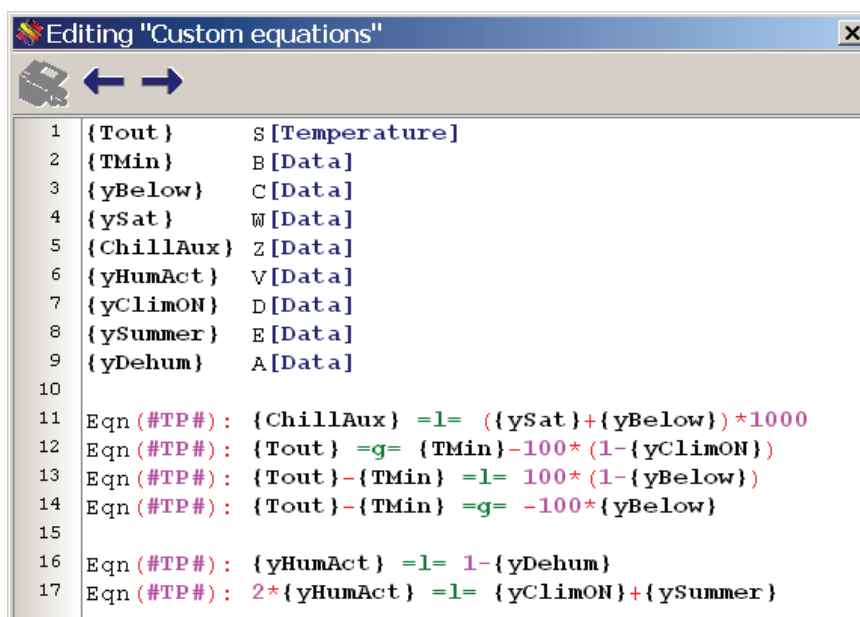 Editing "Custom equations"
1 {Tout} S[Temperature]
2 {TMin} B[Data]
3 {yBelow} C[Data]
4 {ySat} W[Data]
5 {ChillAux} Z[Data]
6 {yHumAct} V[Data]
7 {yClimON} D[Data]
8 {ySummer} E[Data]
9 {yDehum} A[Data]
10
11 Eqn(#TP#): {ChillAux} =l= ({ySat}+{yBelow})*1000
12 Eqn(#TP#): {Tout} =g= {TMin}-100*(1-{yClimON})
13 Eqn(#TP#): {Tout}-{TMin} =l= 100*(1-{yBelow})
14 Eqn(#TP#): {Tout}-{TMin} =g= -100*{yBelow}
15
16 Eqn(#TP#): {yHumAct} =l= 1-{yDehum}
17 Eqn(#TP#): 2*{yHumAct} =l= {yClimON}+{ySummer}